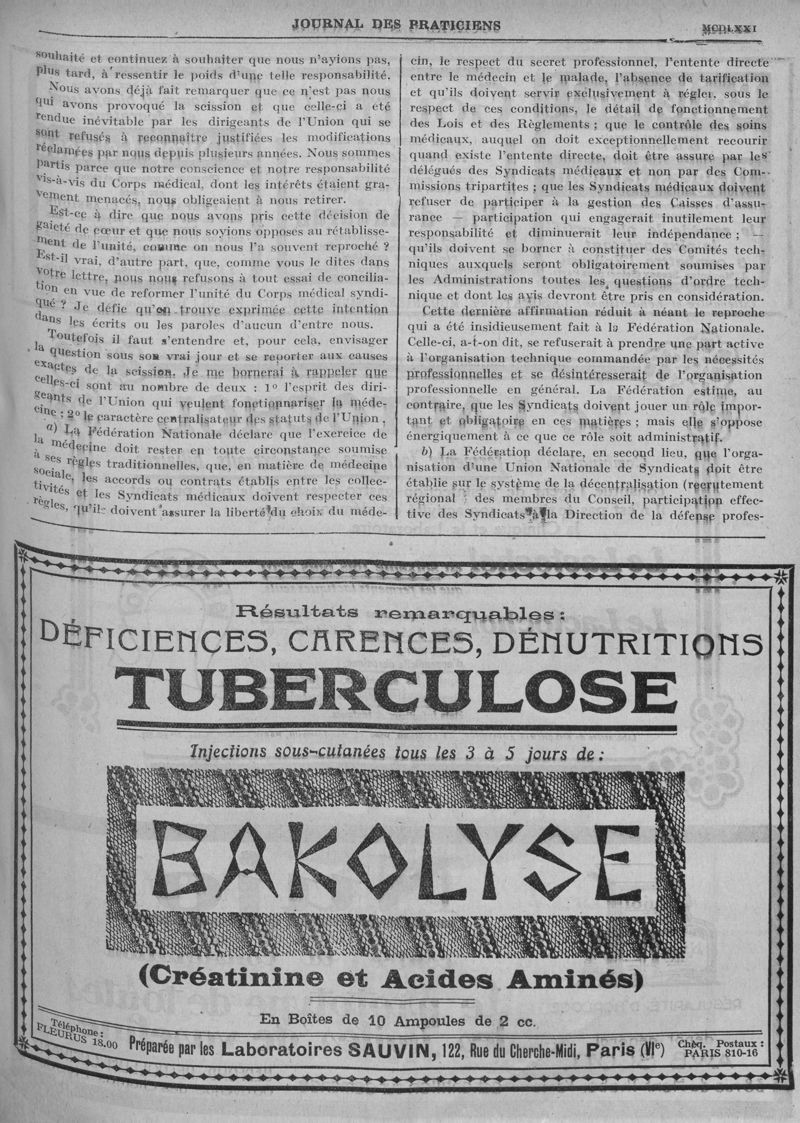 JOURNAL DES PRATICIENS
MCDLXXI
souhaité et continuez à souhaiter que nous n'ayions pas,
plus tard, à ressentir le poids d'une telle responsabilité.
Nous avons déjà fait remarquer que ce n'est pas nous
qui avons provoqué la scission et que celle-ci a été
rendue inévitable par les dirigeants de l'Union qui se
sont refusés à reconnaître justifiées les modifications
réclamées par nous depuis plusieurs années. Nous sommes
partis parce que notre conscience et notre responsabilité
vis-à-vis du Corps médical, dont les intérêts étaient gra-
vement menacés, nous obligeaient à nous retirer.
Est-ce à dire que nous avons pris cette décision de
gaieté de cœur et que nous soyions opposés au rétablisse-
ment de l'unité, comme on nous l'a souvent reproché ?
Est-il vrai, d'autre part, que, comme vous le dites dans
votre lettre, nous nous refusons à tout essai de concilia-
tion en vue de reformer l'unité du Corps médical syndi-
qué ? Je défie qu'on trouve exprimée cette intention
dans les écrits ou les paroles d'aucun d'entre nous.
Toutefois il faut s'entendre et, pour cela, envisager
la question sous son vrai jour et se reporter aux causes
exactes de la scission. Je me bornerai à rappeler que
celles-ci sont au nombre de deux : 1º l'esprit des diri-
geants de l'Union qui veulent fonctionnariser la méde-
cine ; 2º le caractère centralisateur des statuts de l'Union.
a) La Fédération Nationale déclare que l'exercice de
la médecine doit rester en toute circonstance soumise
à ses règles traditionnelles, que, en matière de médecine
sociale, les accords ou contrats établis entre les collec-
tivités et les Syndicats médicaux doivent respecter ces
règles, qu'ils doivent assurer la liberté du choix du méde-
cin, le respect du secret professionnel, l'entente directe
entre le médecin et le malade, l'absence de tarification
et qu'ils doivent servir exclusivement à régler, sous le
respect de ces conditions, le détail de fonctionnement
des Lois et des Règlements ; que le contrôle des soins
médicaux, auquel on doit exceptionnellement recourir
quand existe l'entente directe, doit être assure par les
délégués des Syndicats médicaux et non par des Com-
missions tripartites ; que les Syndicats médicaux doivent
refuser de participer à la gestion des Caisses d'assu-
rance — participation qui engagerait inutilement leur
responsabilité et diminuerait leur indépendance ; —
qu'ils doivent se borner à constituer des Comités tech-
niques auxquels seront obligatoirement soumises par
les Administrations toutes les questions d'ordre tech-
nique et dont les avis devront être pris en considération.
Cette dernière affirmation réduit à néant le reproche
qui a été insidieusement fait à la Fédération Nationale.
Celle-ci, a-t-on dit, se refuserait à prendre une part active
à l'organisation technique commandée par les nécessités
professionnelles et se désintéresserait de l'organisation
professionnelle en général. La Fédération estime, au
contraire, que les Syndicats doivent jouer un rôle impor-
tant et obligatoire en ces matières ; mais elle s'oppose
énergiquement à ce que ce rôle soit administratif.
b) La Fédération déclare, en second lieu, que l'or-
ganisation d'une Union Nationale de Syndicats doit être
établie sur le système de la décentralisation (recrutement
régional des membres du Conseil, participation effec-
tive des Syndicats à la Direction de la défense profes-
Résultats remarquables :
DÉFICIENCES, CARENCES, DÉNUTRITIONS
TUBERCULOSE
Injections sous-cutanées tous les 3 à 5 jours de :
BAKOLYSE
(Créatinine et Acides Aminés)
En Boîtes de 10 Ampoules de 2 cc.
Téléphone :
FLEURUS 18.00
Préparée par les Laboratoires SAUVIN, 122, Rue du Cherche-Midi, Paris (VIe)
Chèq. Postaux :
PARIS 810-16